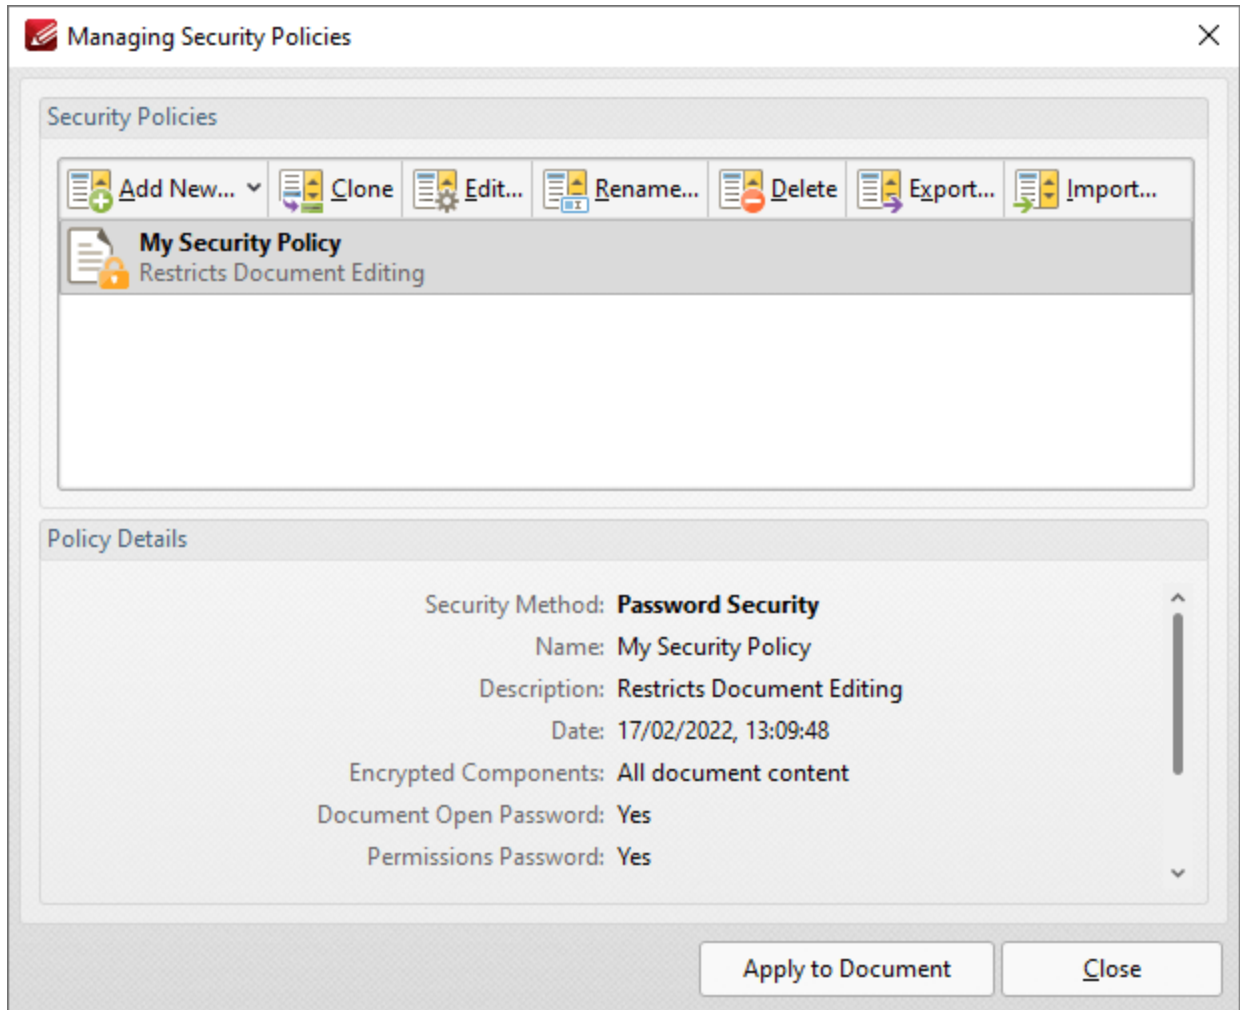 Managing Security Policies
Security Policies
Add New... Clone Edit... Rename... Delete Export... Import...
My Security Policy
Restricts Document Editing
Policy Details
Security Method: Password Security
Name: My Security Policy
Description: Restricts Document Editing
Date: 17/02/2022, 13:09:48
Encrypted Components: All document content
Document Open Password: Yes
Permissions Password: Yes
Apply to Document Close